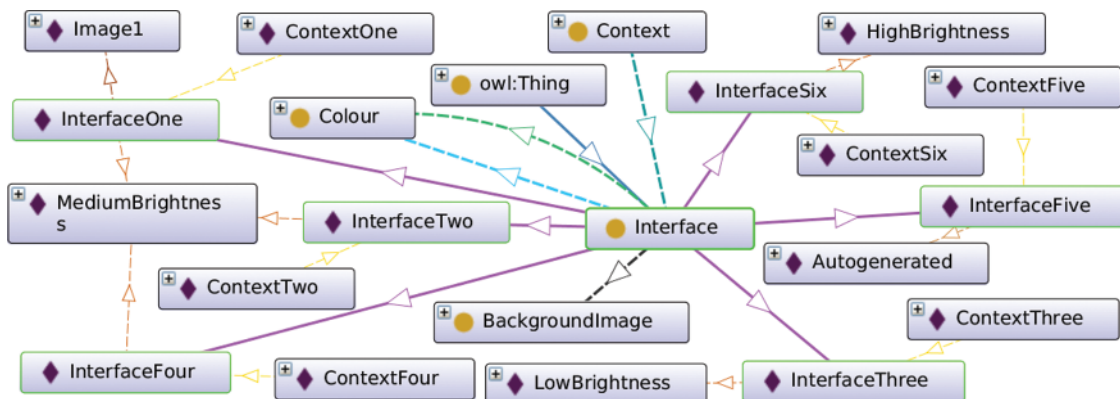 Image1
ContextOne
Context
HighBrightness
owl:Thing
InterfaceSix
ContextFive
InterfaceOne
Colour
ContextSix
MediumBrightnes
s
InterfaceTwo
Interface
InterfaceFive
Autogenerated
ContextTwo
BackgroundImage
ContextThree
InterfaceFour
ContextFour
LowBrightness
InterfaceThree